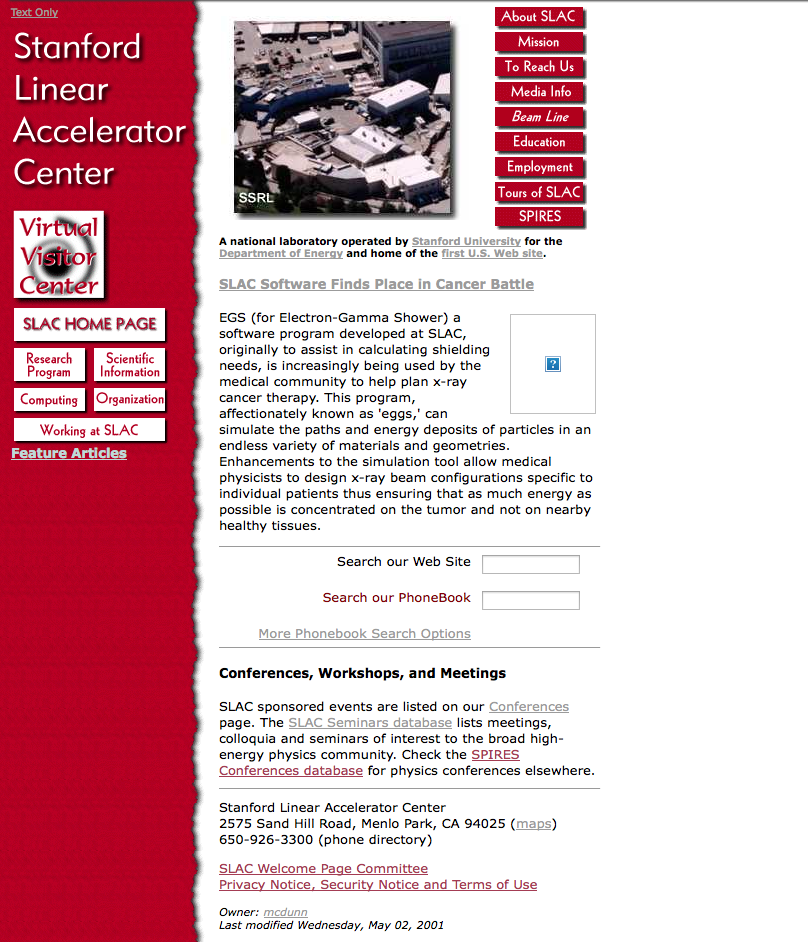 Text Only
Stanford
Linear
Accelerator
Center
Virtual
Visitor
Center
SLAC HOME PAGE
Research
Program
Scientific
Information
Computing
Organization
Working at SLAC
Feature Articles
SSRL
About SLAC
Mission
To Reach Us
Media Info
Beam Line
Education
Employment
Tours of SLAC
SPIRES
A national laboratory operated by Stanford University for the
Department of Energy and home of the first U.S. Web site.
SLAC Software Finds Place in Cancer Battle
EGS (for Electron-Gamma Shower) a
software program developed at SLAC,
originally to assist in calculating shielding
needs, is increasingly being used by the
medical community to help plan x-ray
cancer therapy. This program,
affectionately known as 'eggs,' can
simulate the paths and energy deposits of particles in an
endless variety of materials and geometries.
Enhancements to the simulation tool allow medical
physicists to design x-ray beam configurations specific to
individual patients thus ensuring that as much energy as
possible is concentrated on the tumor and not on nearby
healthy tissues.
Search our Web Site
Search our PhoneBook
More Phonebook Search Options
Conferences, Workshops, and Meetings
SLAC sponsored events are listed on our Conferences
page. The SLAC Seminars database lists meetings,
colloquia and seminars of interest to the broad high-
energy physics community. Check the SPIRES
Conferences database for physics conferences elsewhere.
Stanford Linear Accelerator Center
2575 Sand Hill Road, Menlo Park, CA 94025 (maps)
650-926-3300 (phone directory)
SLAC Welcome Page Committee
Privacy Notice, Security Notice and Terms of Use
Owner: mcdunn
Last modified Wednesday, May 02, 2001